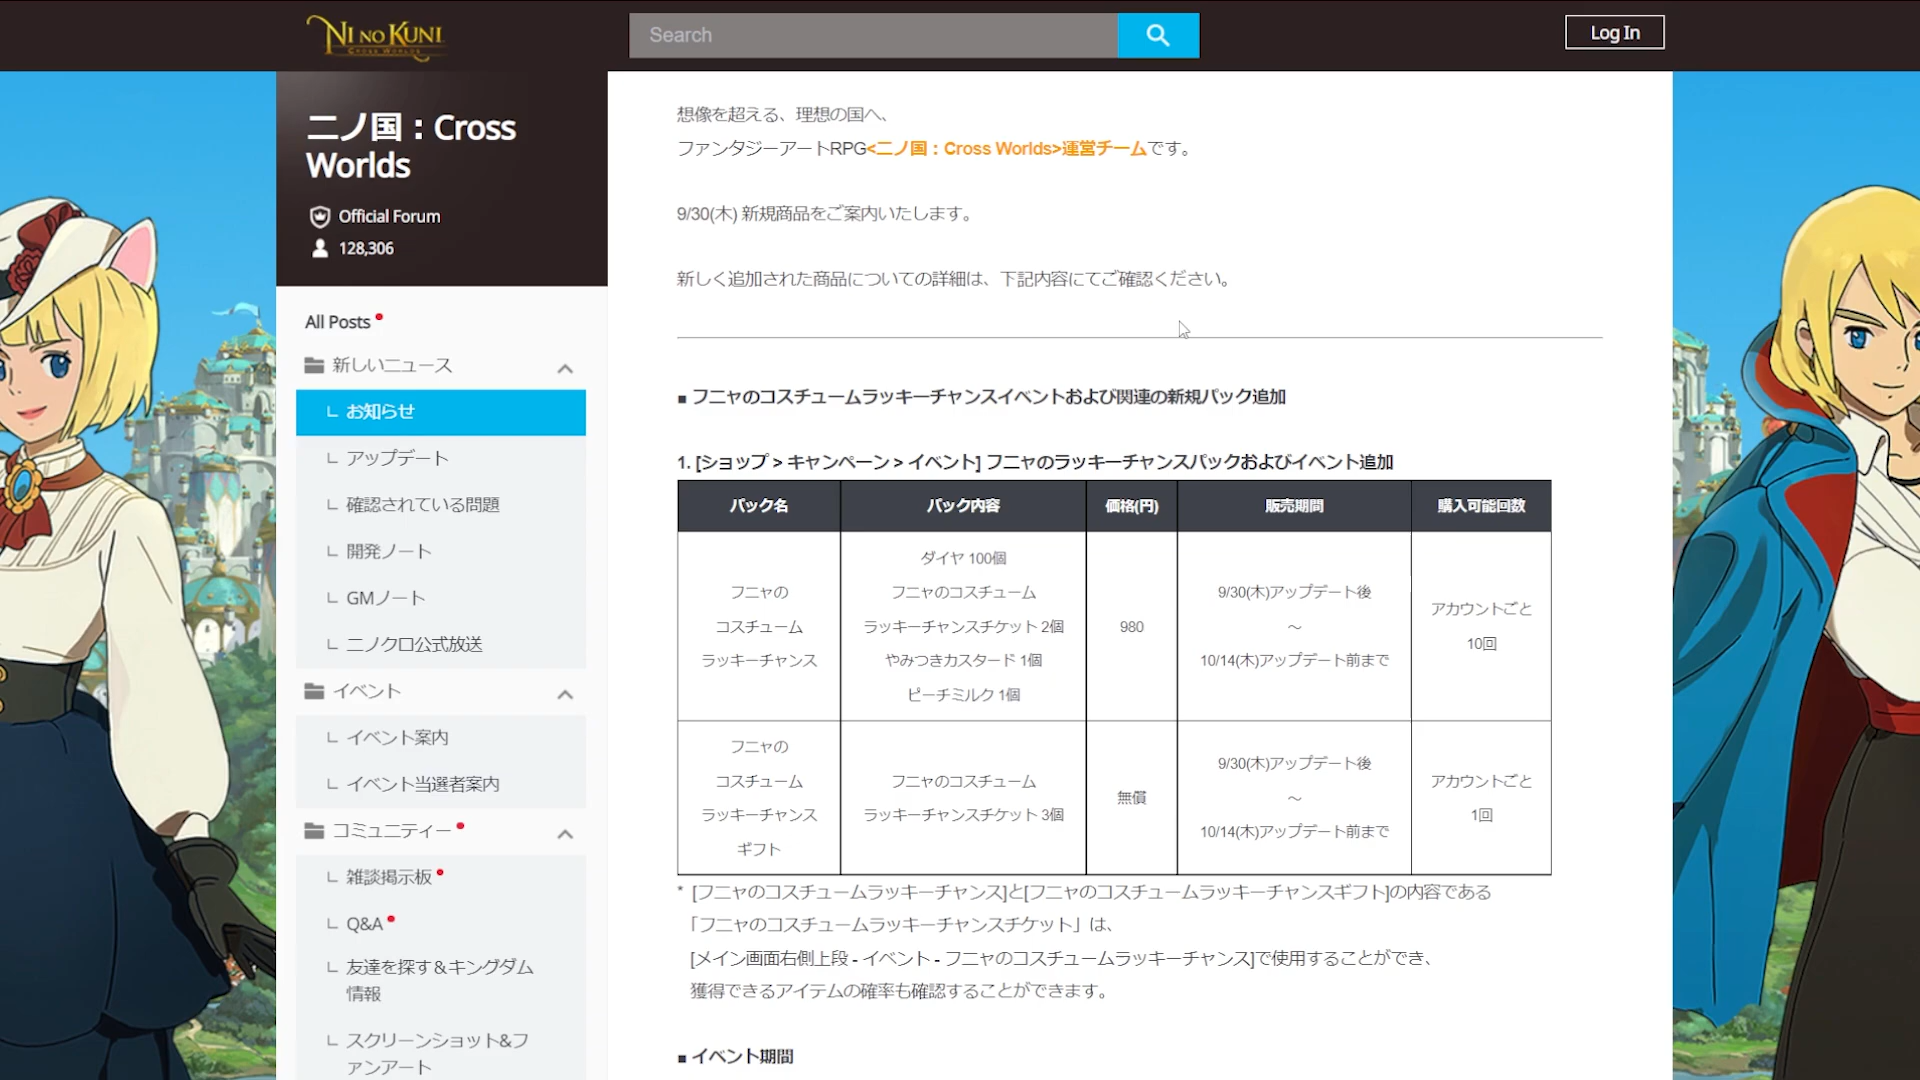 NI NO KUNI
CROSS WORLDS
Search
Log In
二ノ国：Cross
Worlds
Official Forum
128,306
All Posts
新しいニュース
お知らせ
アップデート
確認されている問題
開発ノート
GMノート
二ノクロ公式放送
イベント
イベント案内
イベント当選者案内
コミュニティー
雑談掲示板
Q&A
友達を探す＆キングダム
情報
スクリーンショット&フ
ァンアート
想像を超える、理想の国へ、
ファンタジーアートRPG<二ノ国：Cross Worlds>運営チームです。
9/30(木) 新規商品をご案内いたします。
新しく追加された商品についての詳細は、下記内容にてご確認ください。
■ フニャのコスチュームラッキーチャンスイベントおよび関連の新規パック追加
1. [ショップ > キャンペーン > イベント] フニャのラッキーチャンスパックおよびイベント追加
パック名 パック内容 価格(円) 販売期間 購入可能回数
フニャの
コスチューム
ラッキーチャンス
ダイヤ 100個
フニャのコスチューム
ラッキーチャンスチケット 2個
やみつきカスタード 1個
ピーチミルク 1個
980
9/30(木)アップデート後
～
10/14(木)アップデート前まで
アカウントごと
10回
フニャの
コスチューム
ラッキーチャンス
ギフト
フニャのコスチューム
ラッキーチャンスチケット 3個
無償
9/30(木)アップデート後
～
10/14(木)アップデート前まで
アカウントごと
1回
* [フニャのコスチュームラッキーチャンス]と[フニャのコスチュームラッキーチャンスギフト]の内容である
「フニャのコスチュームラッキーチャンスチケット」は、
[メイン画面右側上段 - イベント - フニャのコスチュームラッキーチャンス]で使用することができ、
獲得できるアイテムの確率も確認することができます。
■ イベント期間